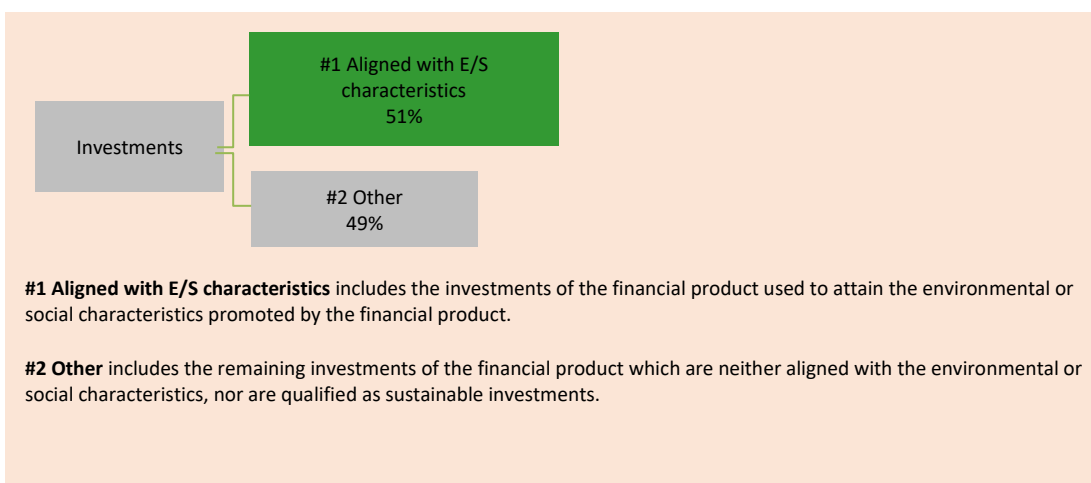 #1 Aligned with E/S
characteristics
51%
Investments
#2 Other
49%
#1 Aligned with E/S characteristics includes the investments of the financial product used to attain the environmental or
social characteristics promoted by the financial product.
#2 Other includes the remaining investments of the financial product which are neither aligned with the environmental or
social characteristics, nor are qualified as sustainable investments.